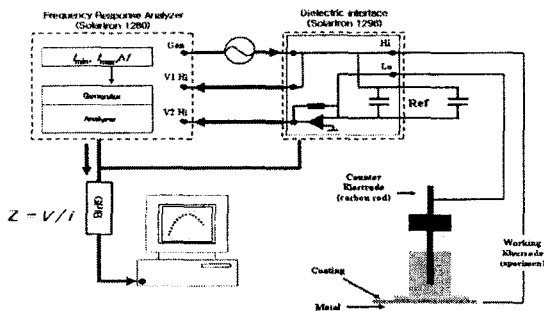 Frequency Response Analyzer
(Solartron 1280)
Dielectric interface
(Solartron 1296)
Gen
V1 Hi
V2 Hi
Generator
Analyzer
Hi
Lo
Ref
GPIB
Z = V/i
Counter
Electrode
(carbon rod)
Working
Electrode
(experiment)
Coating
Metal